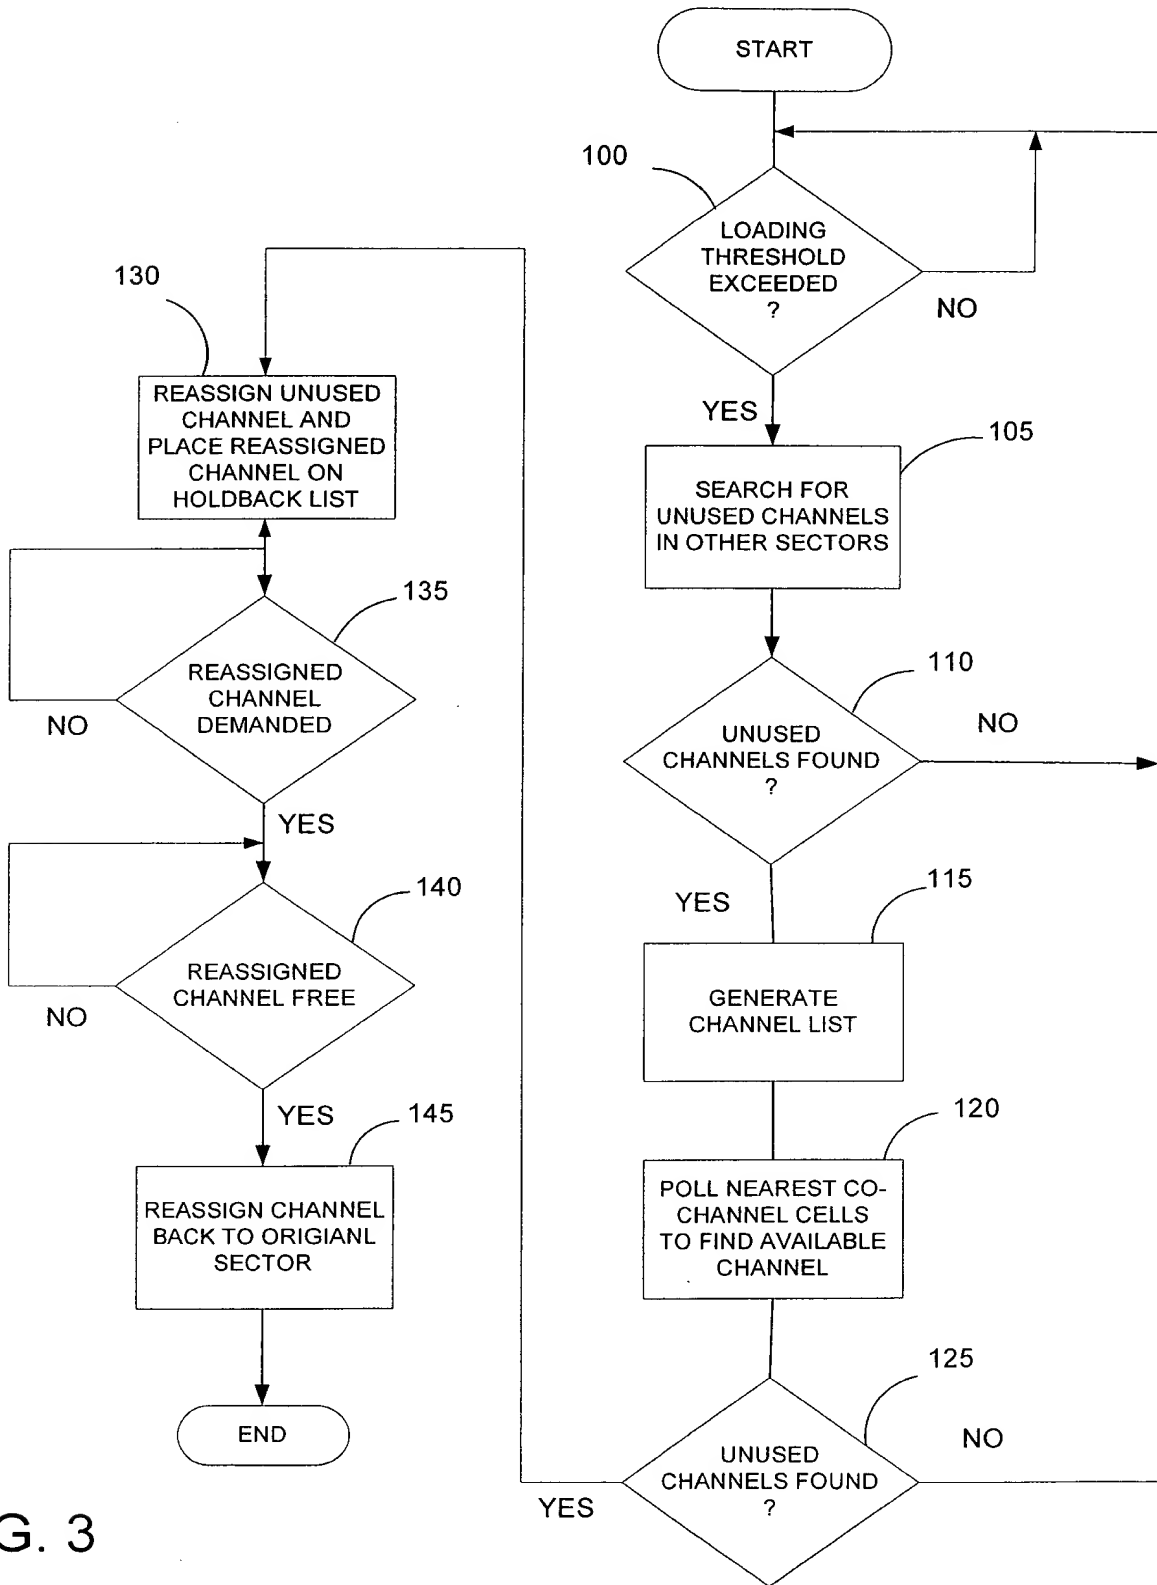 START
100
LOADING
THRESHOLD
EXCEEDED
?
NO
YES
105
SEARCH FOR
UNUSED CHANNELS
IN OTHER SECTORS
110
UNUSED
CHANNELS FOUND
?
NO
YES
115
GENERATE
CHANNEL LIST
120
POLL NEAREST CO-
CHANNEL CELLS
TO FIND AVAILABLE
CHANNEL
125
UNUSED
CHANNELS FOUND
?
NO
YES
130
REASSIGN UNUSED
CHANNEL AND
PLACE REASSIGNED
CHANNEL ON
HOLDBACK LIST
135
REASSIGNED
CHANNEL
DEMANDED
NO
YES
140
REASSIGNED
CHANNEL FREE
NO
YES
145
REASSIGN CHANNEL
BACK TO ORIGIANL
SECTOR
END
G. 3